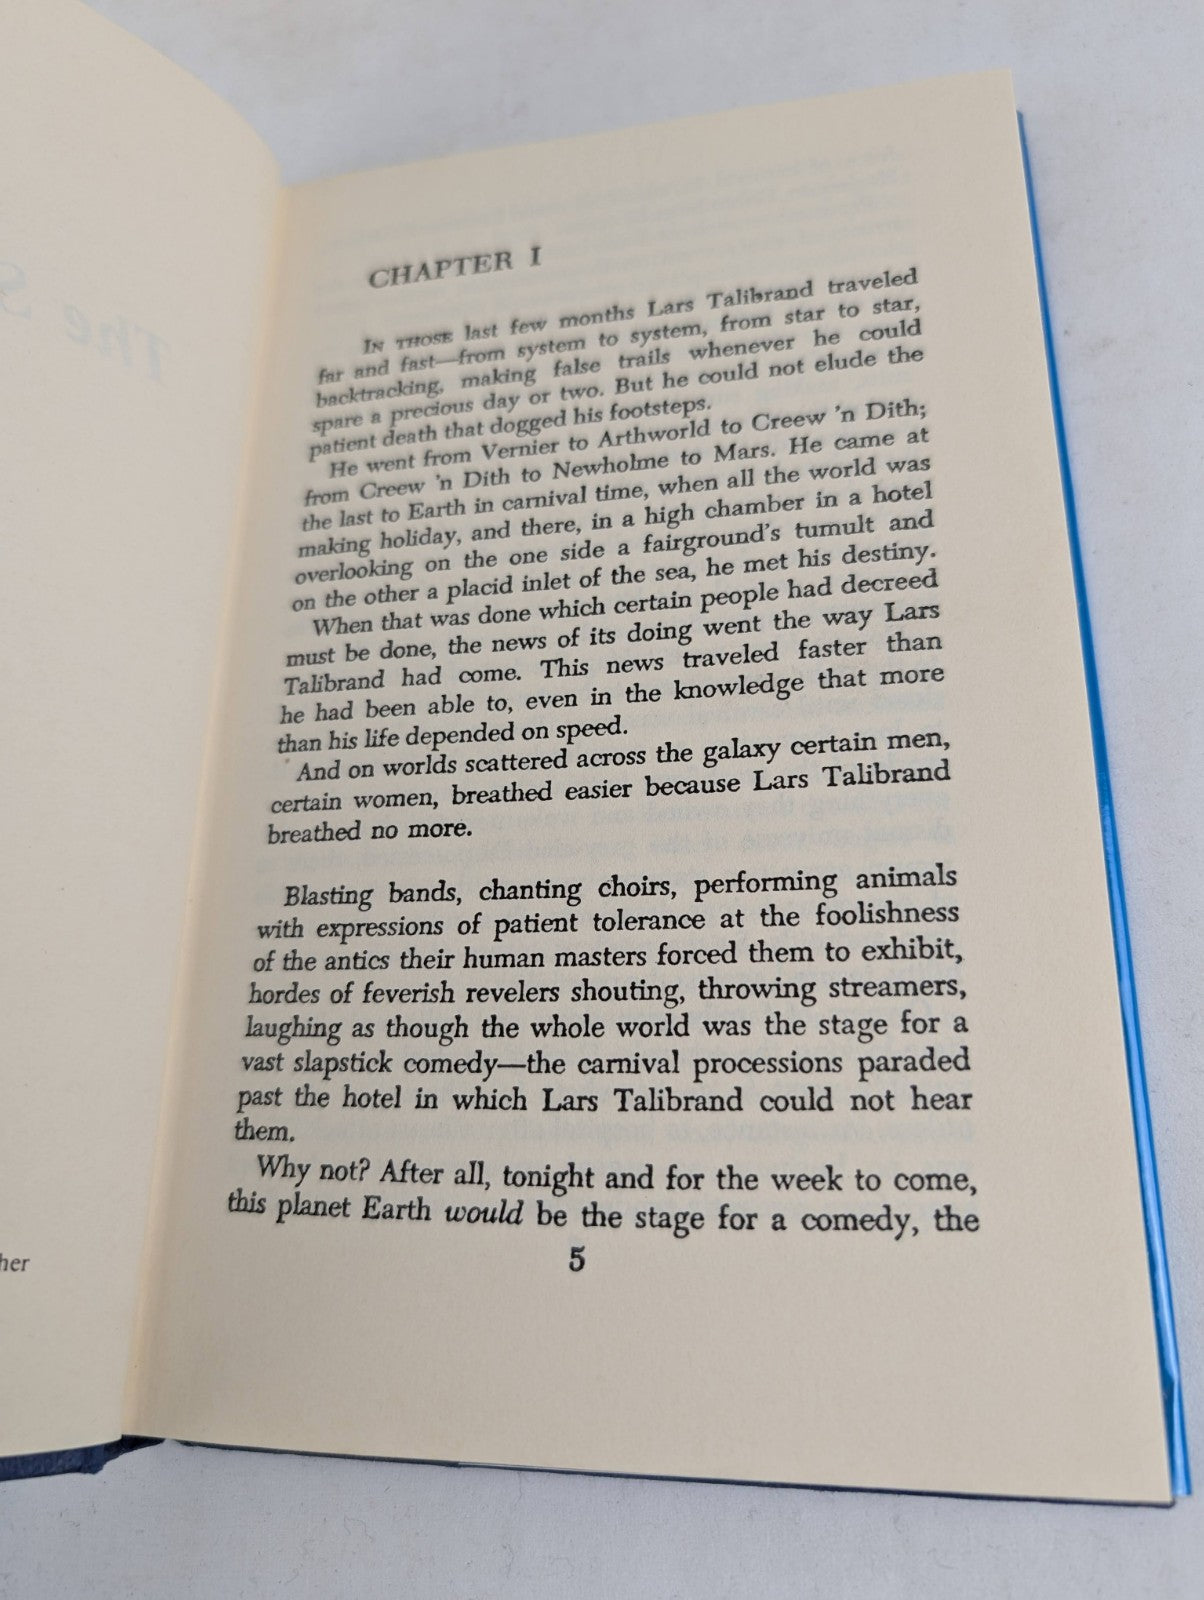 The S
her
CHAPTER I
IN THOSE last few months Lars Talibrand traveled
far and fast—from system to system, from star to star,
backtracking, making false trails whenever he could
spare a precious day or two. But he could not elude the
patient death that dogged his footsteps.
He went from Vernier to Arthworld to Creew 'n Dith;
from Creew 'n Dith to Newholme to Mars. He came at
the last to Earth in carnival time, when all the world was
making holiday, and there, in a high chamber in a hotel
overlooking on the one side a fairground's tumult and
on the other a placid inlet of the sea, he met his destiny.
When that was done which certain people had decreed
must be done, the news of its doing went the way Lars
Talibrand had come. This news traveled faster than
he had been able to, even in the knowledge that more
than his life depended on speed.
And on worlds scattered across the galaxy certain men,
certain women, breathed easier because Lars Talibrand
breathed no more.
Blasting bands, chanting choirs, performing animals
with expressions of patient tolerance at the foolishness
of the antics their human masters forced them to exhibit,
hordes of feverish revelers shouting, throwing streamers,
laughing as though the whole world was the stage for a
vast slapstick comedy—the carnival processions paraded
past the hotel in which Lars Talibrand could not hear
them.
Why not? After all, tonight and for the week to come,
this planet Earth would be the stage for a comedy, the
5